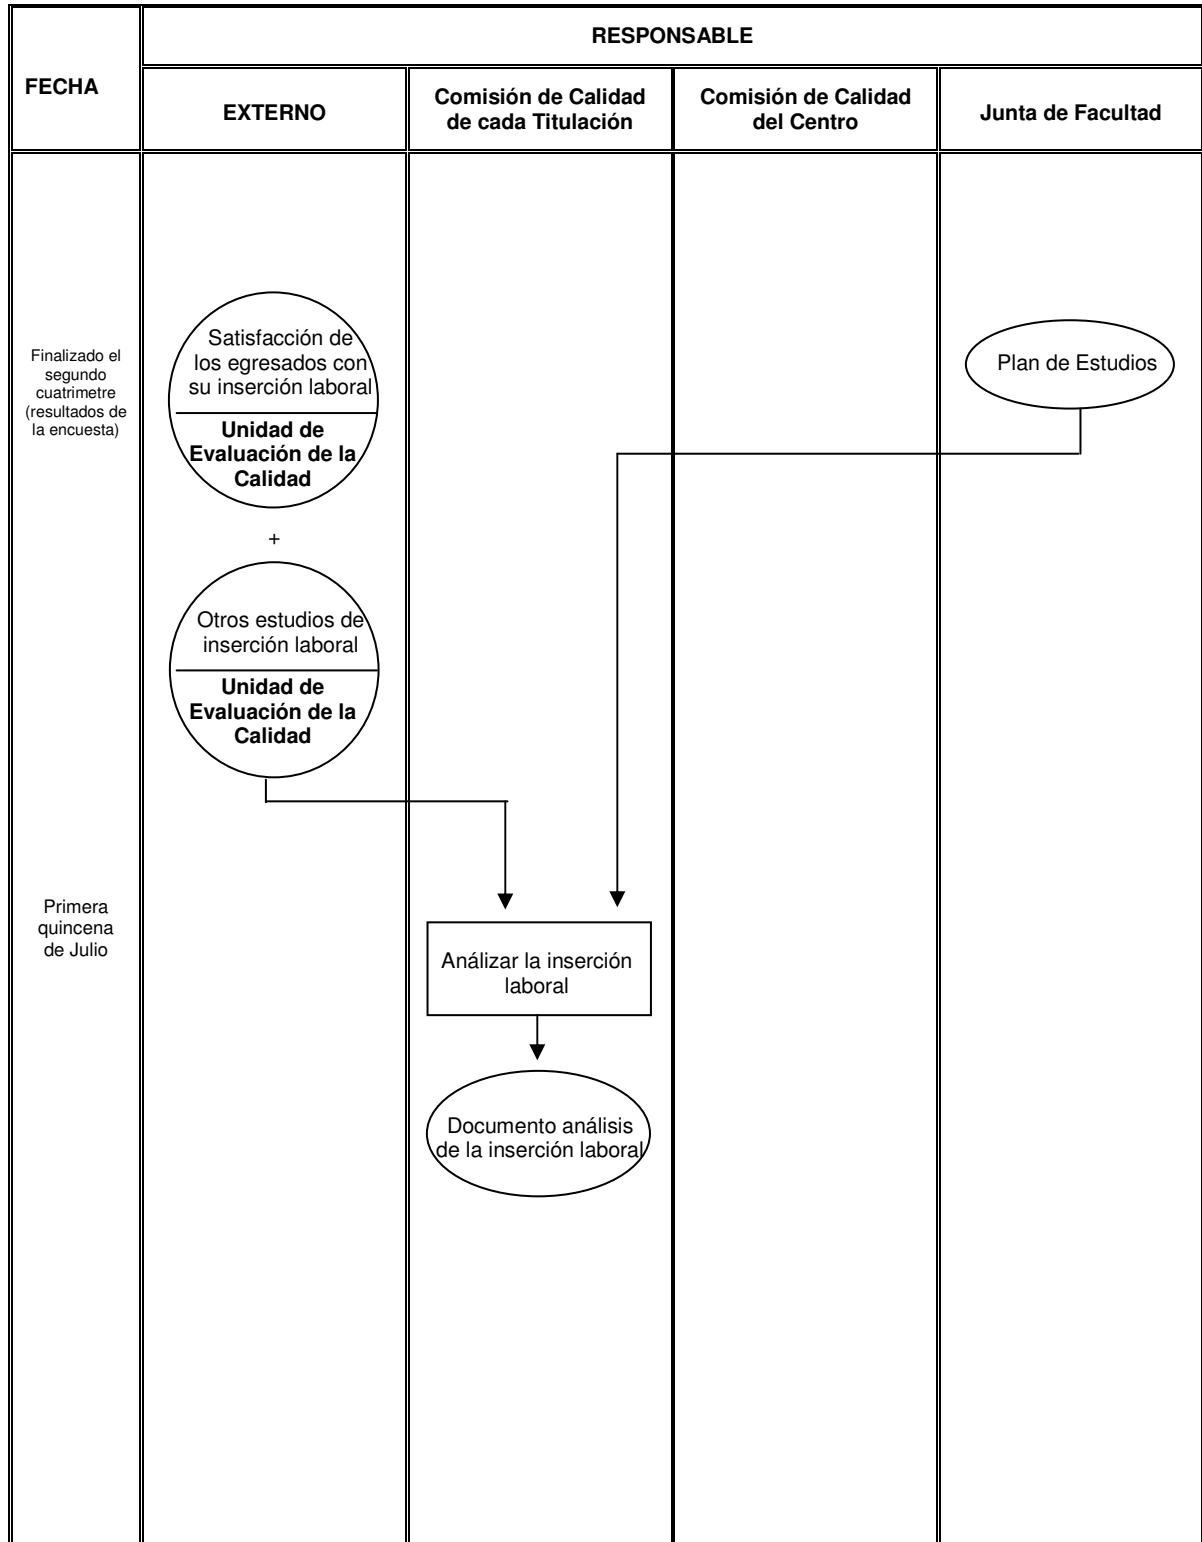 RESPONSABLE
FECHA
EXTERNO
Comisión de Calidad
de cada Titulación
Comisión de Calidad
del Centro
Junta de Facultad
Finalizado el
segundo
cuatrimetre
(resultados de
la encuesta)
Satisfacción de
los egresados con
su inserción laboral
Unidad de
Evaluación de la
Calidad
Plan de Estudios
+
Otros estudios de
inserción laboral
Unidad de
Evaluación de la
Calidad
Primera
quincena
de Julio
Análizar la inserción
laboral
Documento análisis
de la inserción laboral